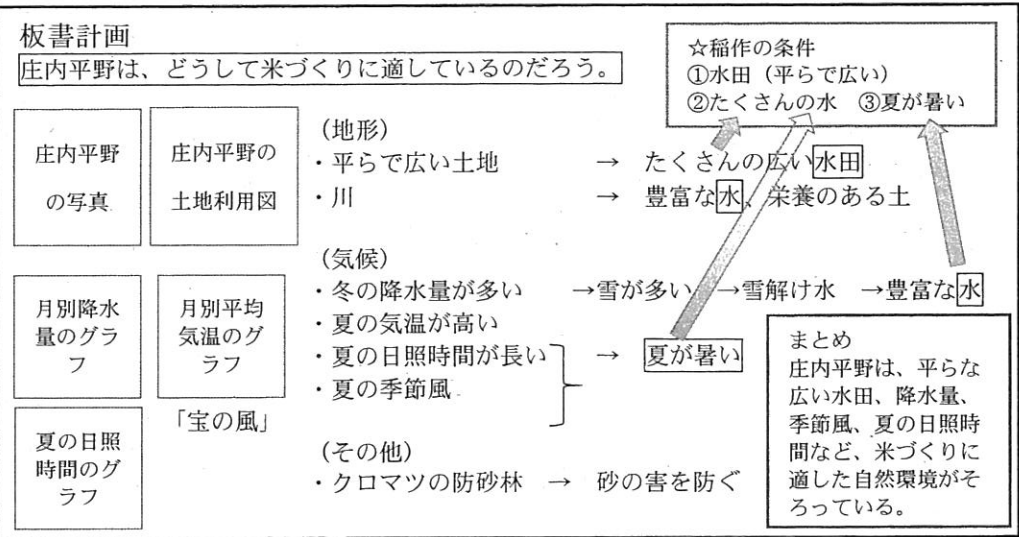 板書計画
庄内平野は、どうして米づくりに適しているのだろう。
☆稲作の条件
①水田（平らで広い）
②たくさんの水　③夏が暑い
庄内平野
の写真
庄内平野の
土地利用図
（地形）
・平らで広い土地　→　たくさんの広い水田
・川　→　豊富な水、栄養のある土
月別降水
量のグラ
フ
月別平均
気温のグ
ラフ
（気候）
・冬の降水量が多い　→雪が多い　→雪解け水　→豊富な水
・夏の気温が高い
・夏の日照時間が長い　→　夏が暑い
・夏の季節風
「宝の風」
夏の日照
時間のグ
ラフ
（その他）
・クロマツの防砂林　→　砂の害を防ぐ
まとめ
庄内平野は、平らな
広い水田、降水量、
季節風、夏の日照時
間など、米づくりに
適した自然環境がそ
ろっている。